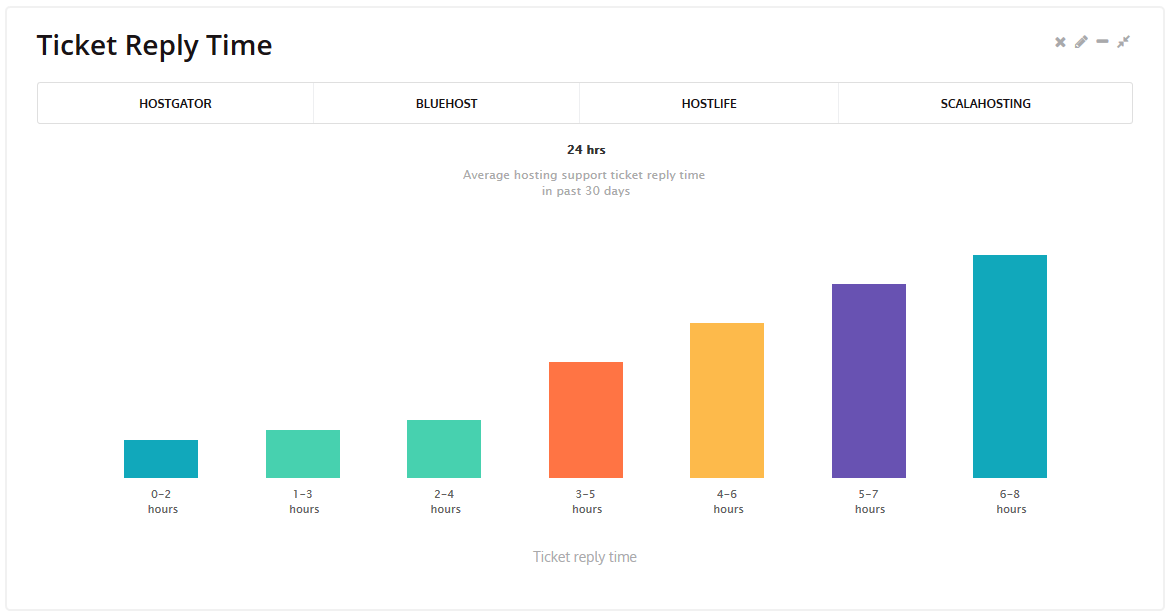 Ticket Reply Time
HOSTGATOR BLUEHOST HOSTLIFE SCALAHOSTING
24 hrs
Average hosting support ticket reply time
in past 30 days
0–2 1–3 2–4 3–5 4–6 5–7 6–8
hours hours hours hours hours hours hours
Ticket reply time